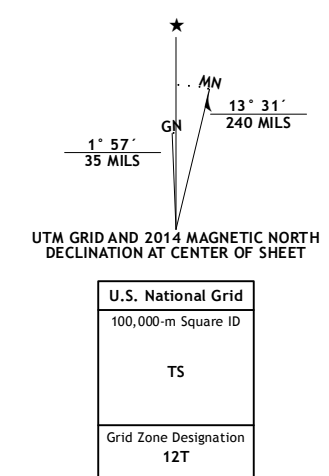 ★
MN
13° 31´
240 MILS
GN
1° 57´
35 MILS
UTM GRID AND 2014 MAGNETIC NORTH
DECLINATION AT CENTER OF SHEET
U.S. National Grid
100,000-m Square ID
TS
Grid Zone Designation
12T